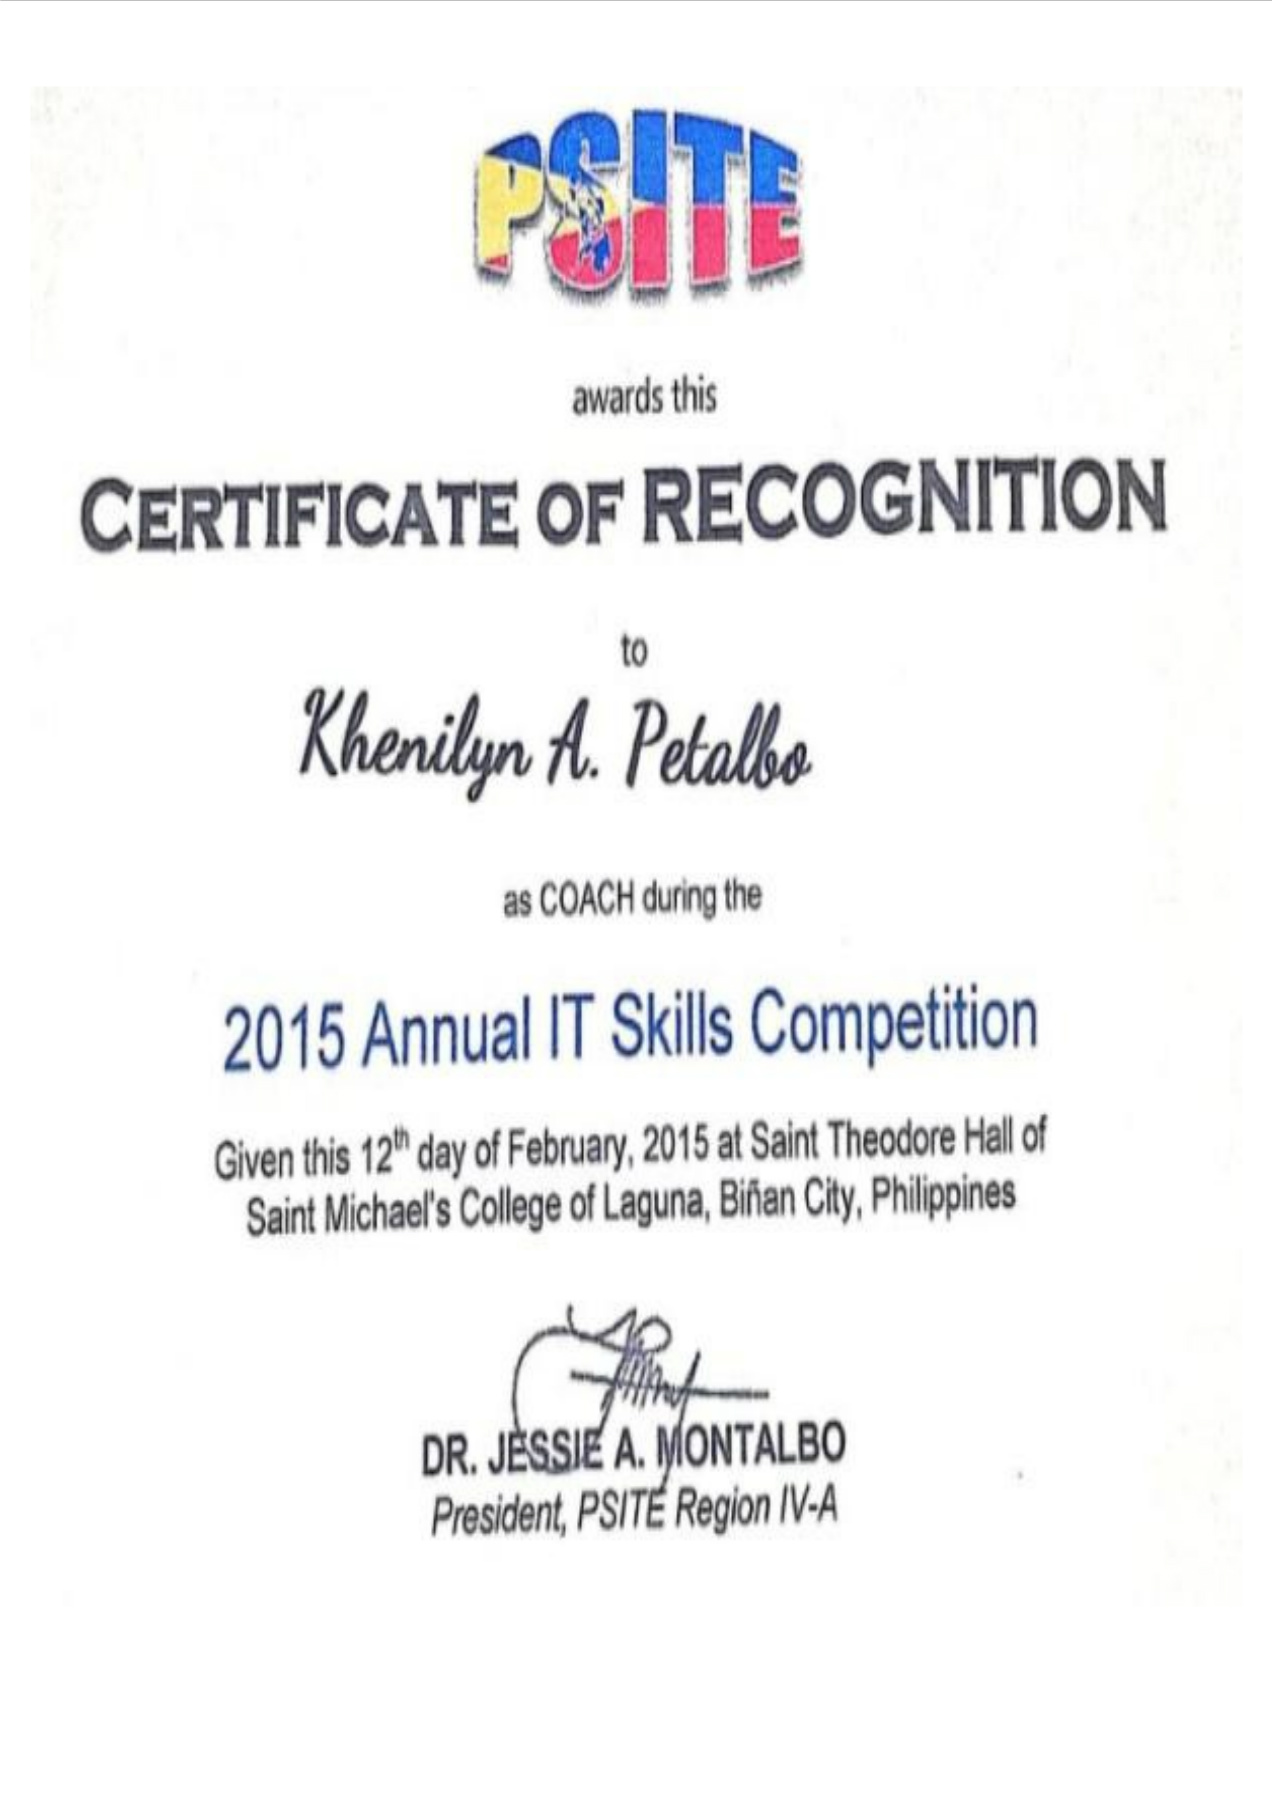 PSITE
awards this
CERTIFICATE OF RECOGNITION
to
Khenilyn A. Petalbo
as COACH during the
2015 Annual IT Skills Competition
Given this 12th day of February, 2015 at Saint Theodore Hall of
Saint Michael's College of Laguna, Biñan City, Philippines
DR. JESSIE A. MONTALBO
President, PSITE Region IV-A